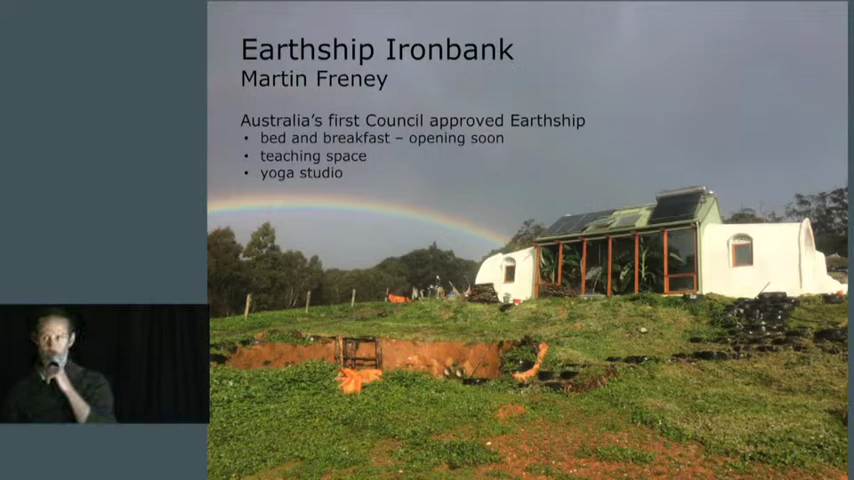 Earthship Ironbank
Martin Freney
Australia's first Council approved Earthship
• bed and breakfast – opening soon
• teaching space
• yoga studio